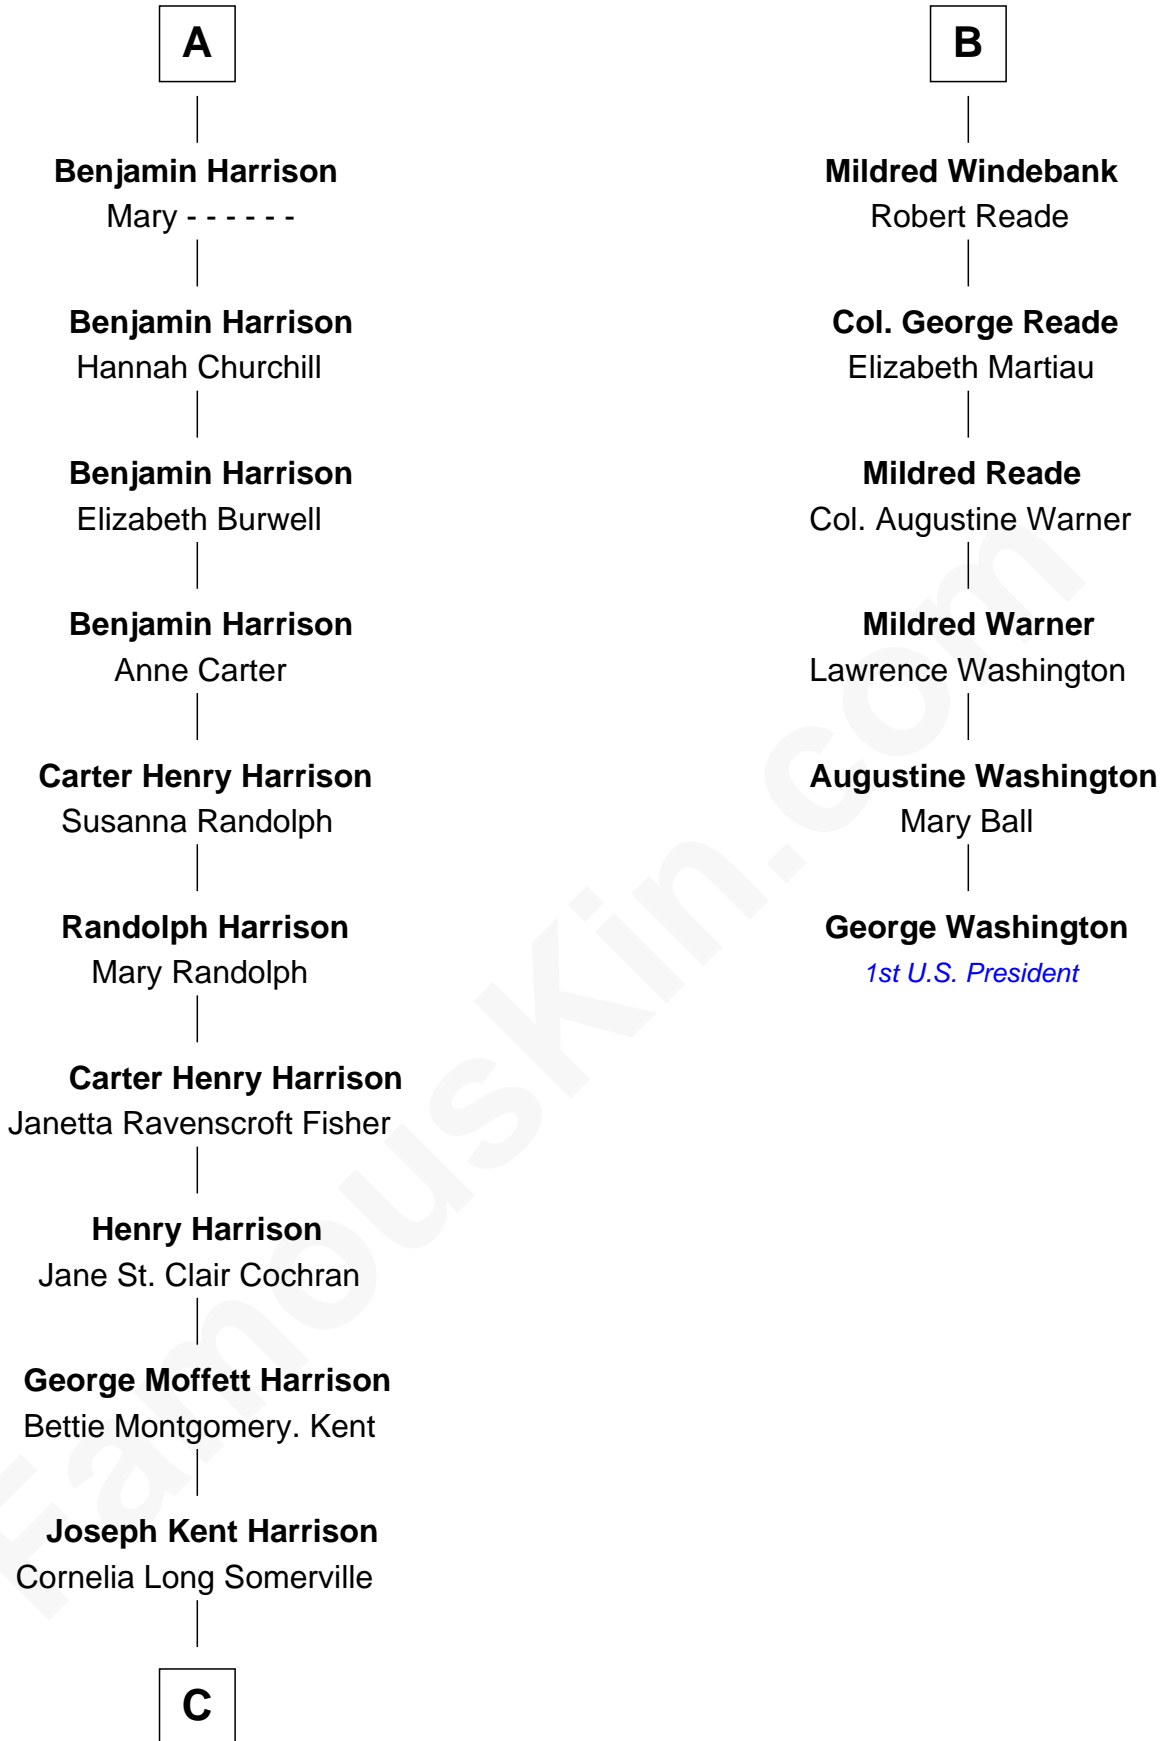 A
Benjamin Harrison
Mary - - - - - -
Benjamin Harrison
Hannah Churchill
Benjamin Harrison
Elizabeth Burwell
Benjamin Harrison
Anne Carter
Carter Henry Harrison
Susanna Randolph
Randolph Harrison
Mary Randolph
Carter Henry Harrison
Janetta Ravenscroft Fisher
Henry Harrison
Jane St. Clair Cochran
George Moffett Harrison
Bettie Montgomery. Kent
Joseph Kent Harrison
Cornelia Long Somerville
C
B
Mildred Windebank
Robert Reade
Col. George Reade
Elizabeth Martiau
Mildred Reade
Col. Augustine Warner
Mildred Warner
Lawrence Washington
Augustine Washington
Mary Ball
George Washington
1st U.S. President
FamousKin.com